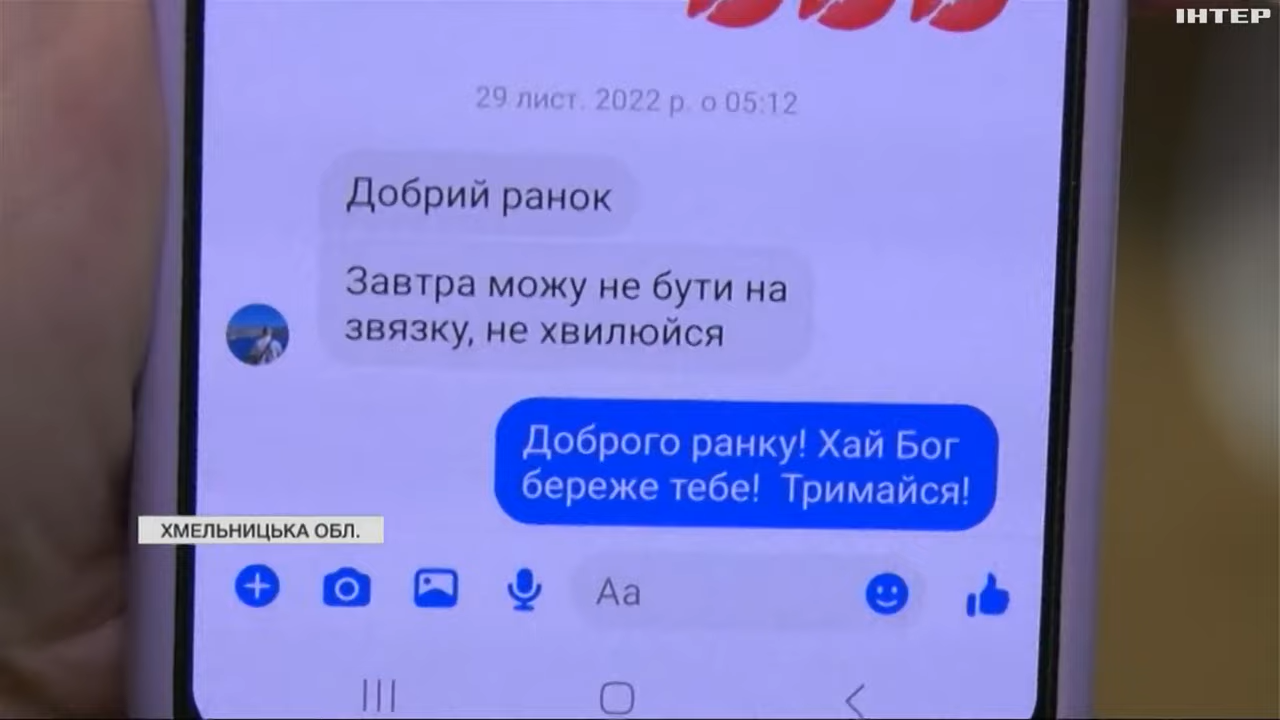 ІНТЕР
29 лист. 2022 р. о 05:12
Добрий ранок
Завтра можу не бути на
звязку, не хвилюйся
Доброго ранку! Хай Бог
береже тебе! Тримайся!
ХМЕЛЬНИЦЬКА ОБЛ.
Aa